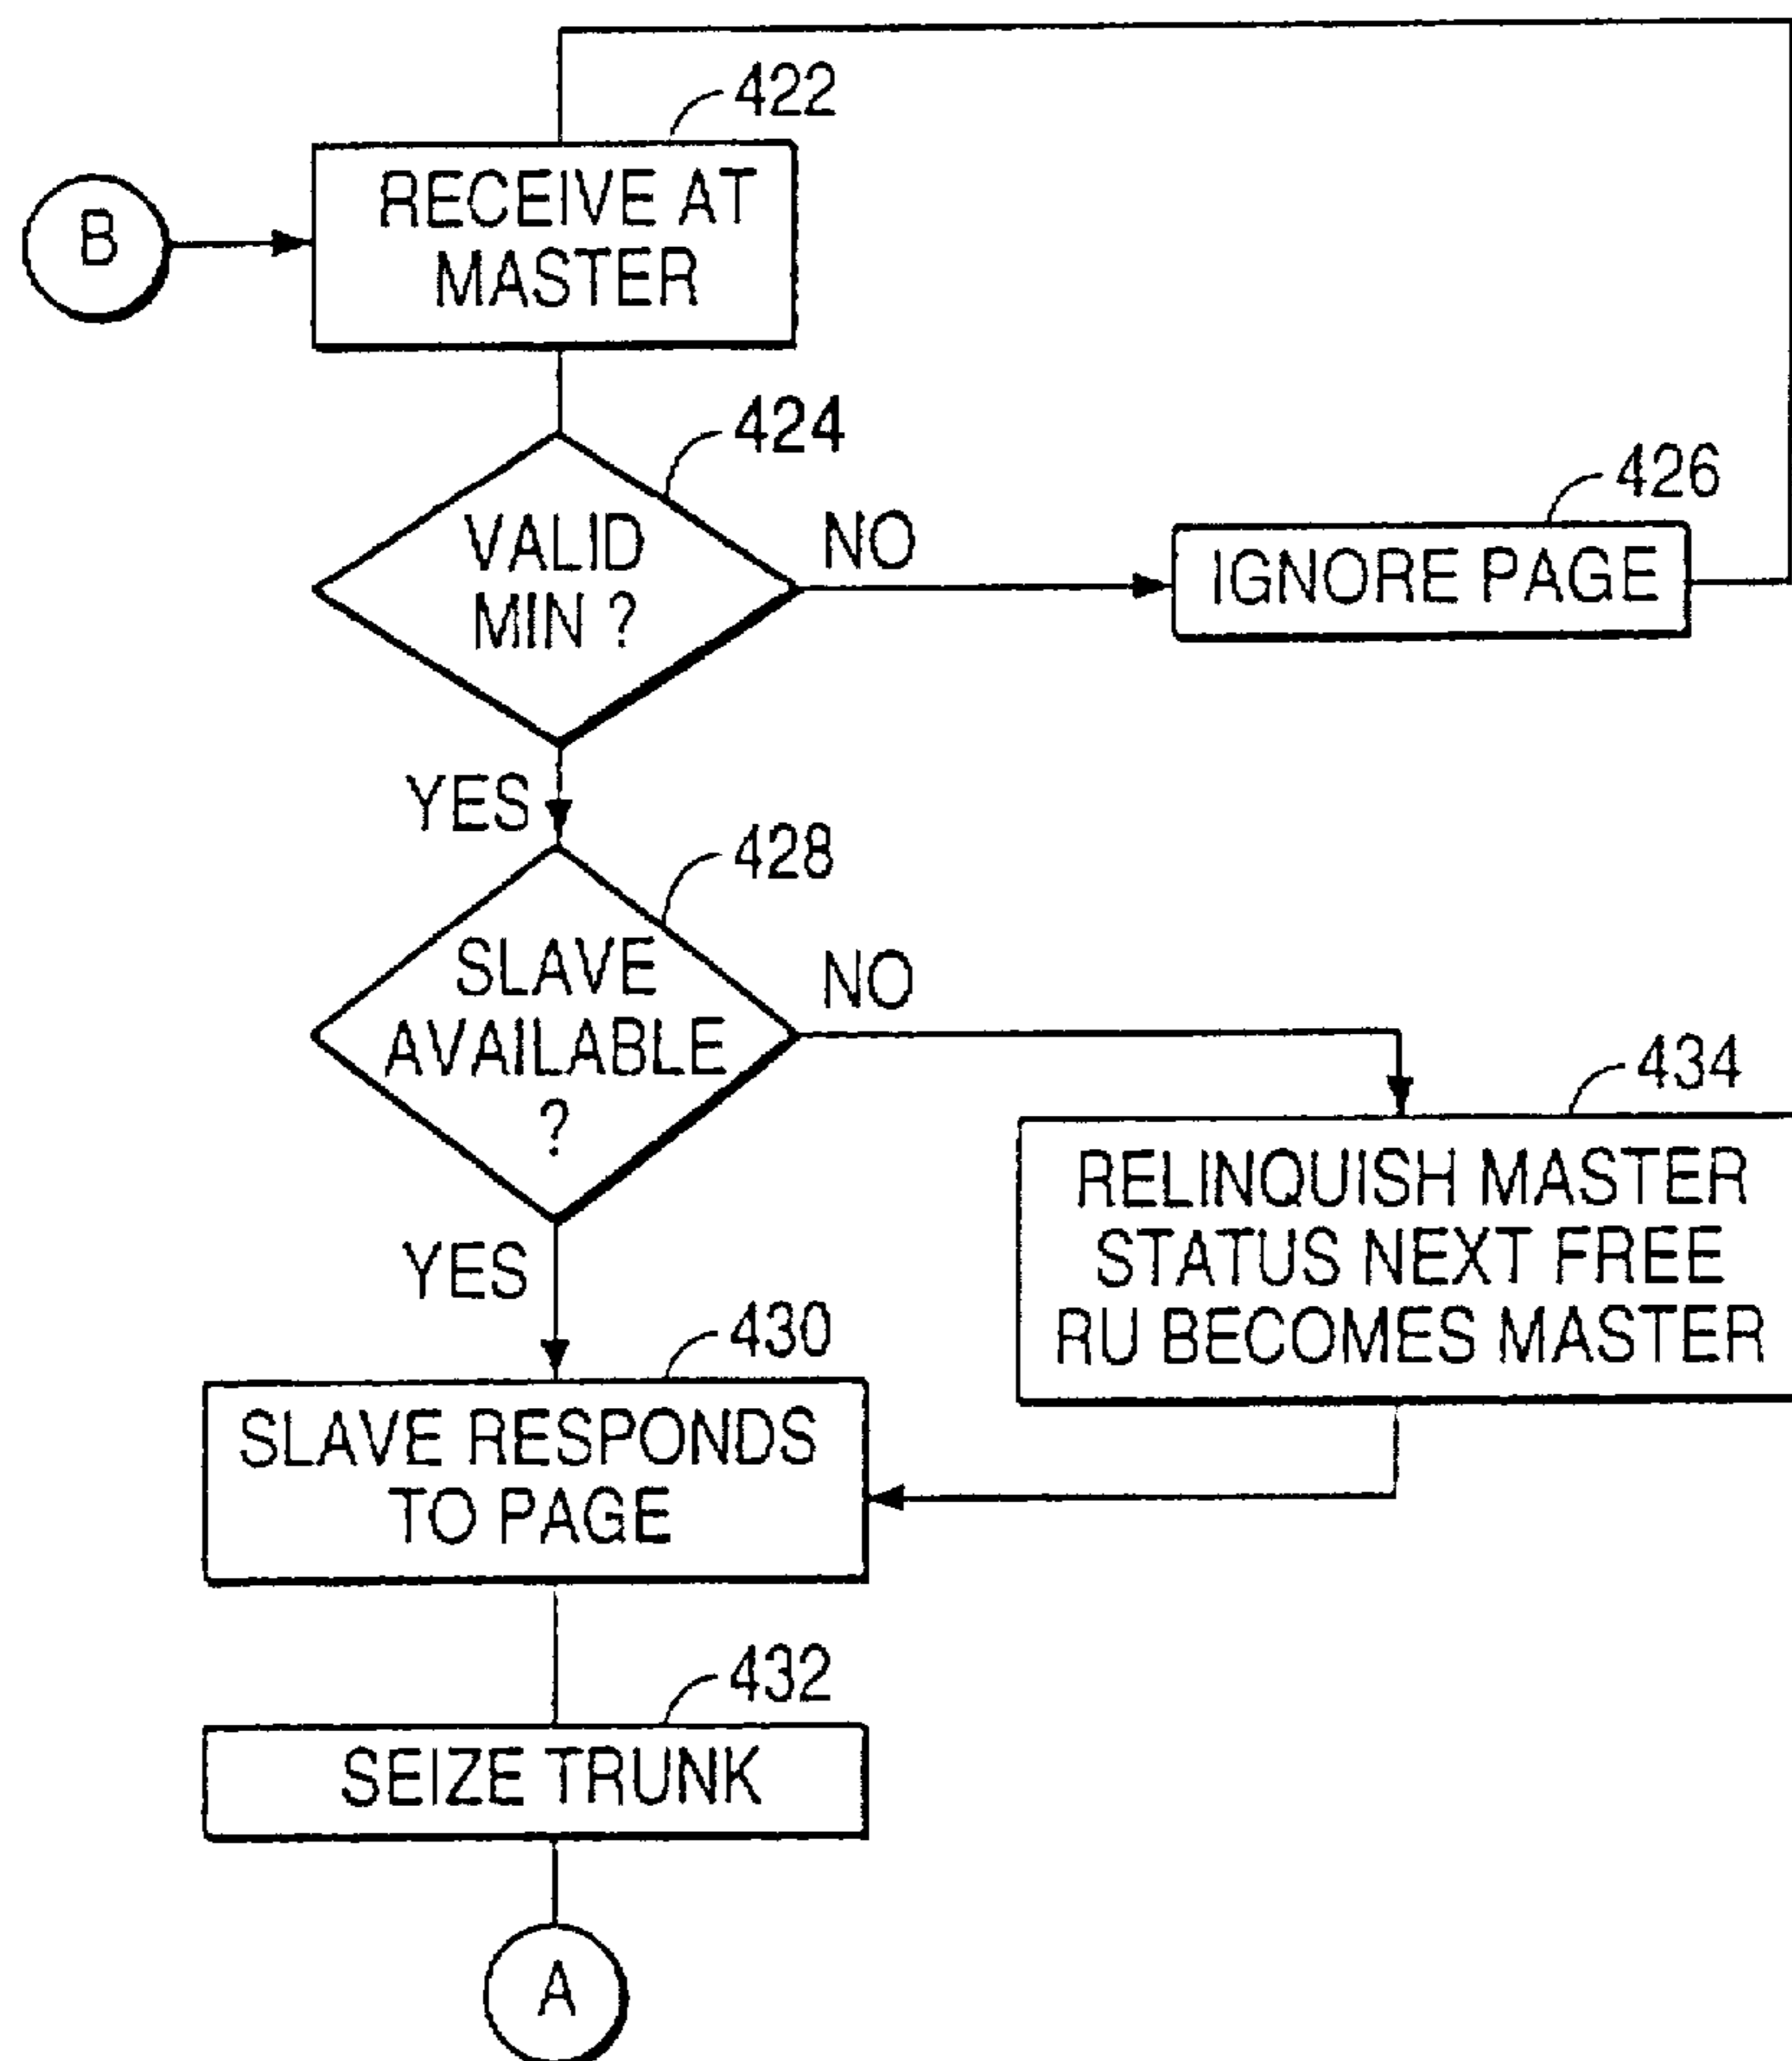 422
B
RECEIVE AT
MASTER
424
VALID
MIN ?
NO
426
IGNORE PAGE
YES
428
SLAVE
AVAILABLE
?
NO
434
RELINQUISH MASTER
STATUS NEXT FREE
RU BECOMES MASTER
YES
430
SLAVE RESPONDS
TO PAGE
432
SEIZE TRUNK
A